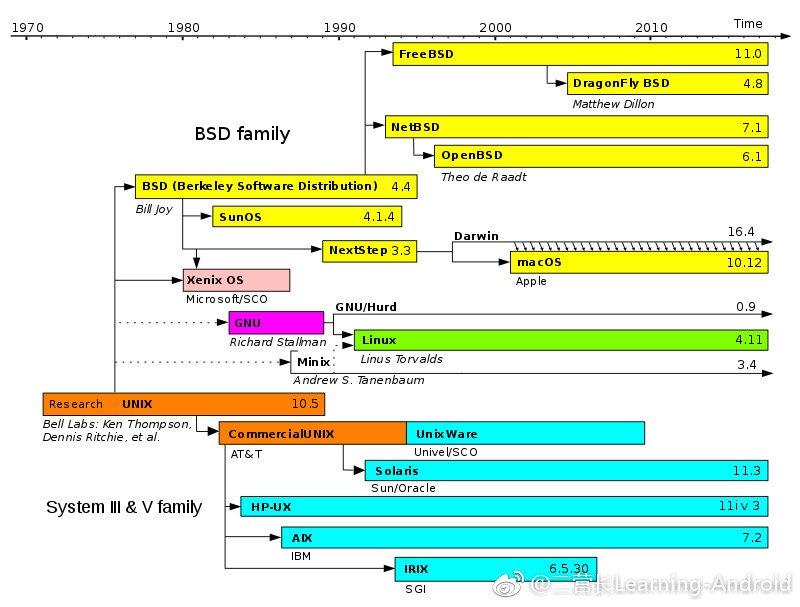 1970 1980 1990 2000 2010 Time
FreeBSD 11.0
DragonFly BSD 4.8
Matthew Dillon
BSD family
NetBSD 7.1
OpenBSD 6.1
Theo de Raadt
BSD (Berkeley Software Distribution) 4.4
Bill Joy
SunOS 4.1.4
Darwin 16.4
NextStep 3.3
macOS 10.12
Apple
Xenix OS
Microsoft/SCO
GNU/Hurd 0.9
GNU
Richard Stallman
Linux 4.11
Linus Torvalds
Minix 3.4
Andrew S. Tanenbaum
Research UNIX 10.5
Bell Labs: Ken Thompson,
Dennis Ritchie, et al.
CommercialUNIX UnixWare
AT&T Univel/SCO
Solaris 11.3
Sun/Oracle
System III & V family
HP-UX 11i v 3
AIX 7.2
IBM
IRIX 6.5.30
SGI
@二营长Learning-Android